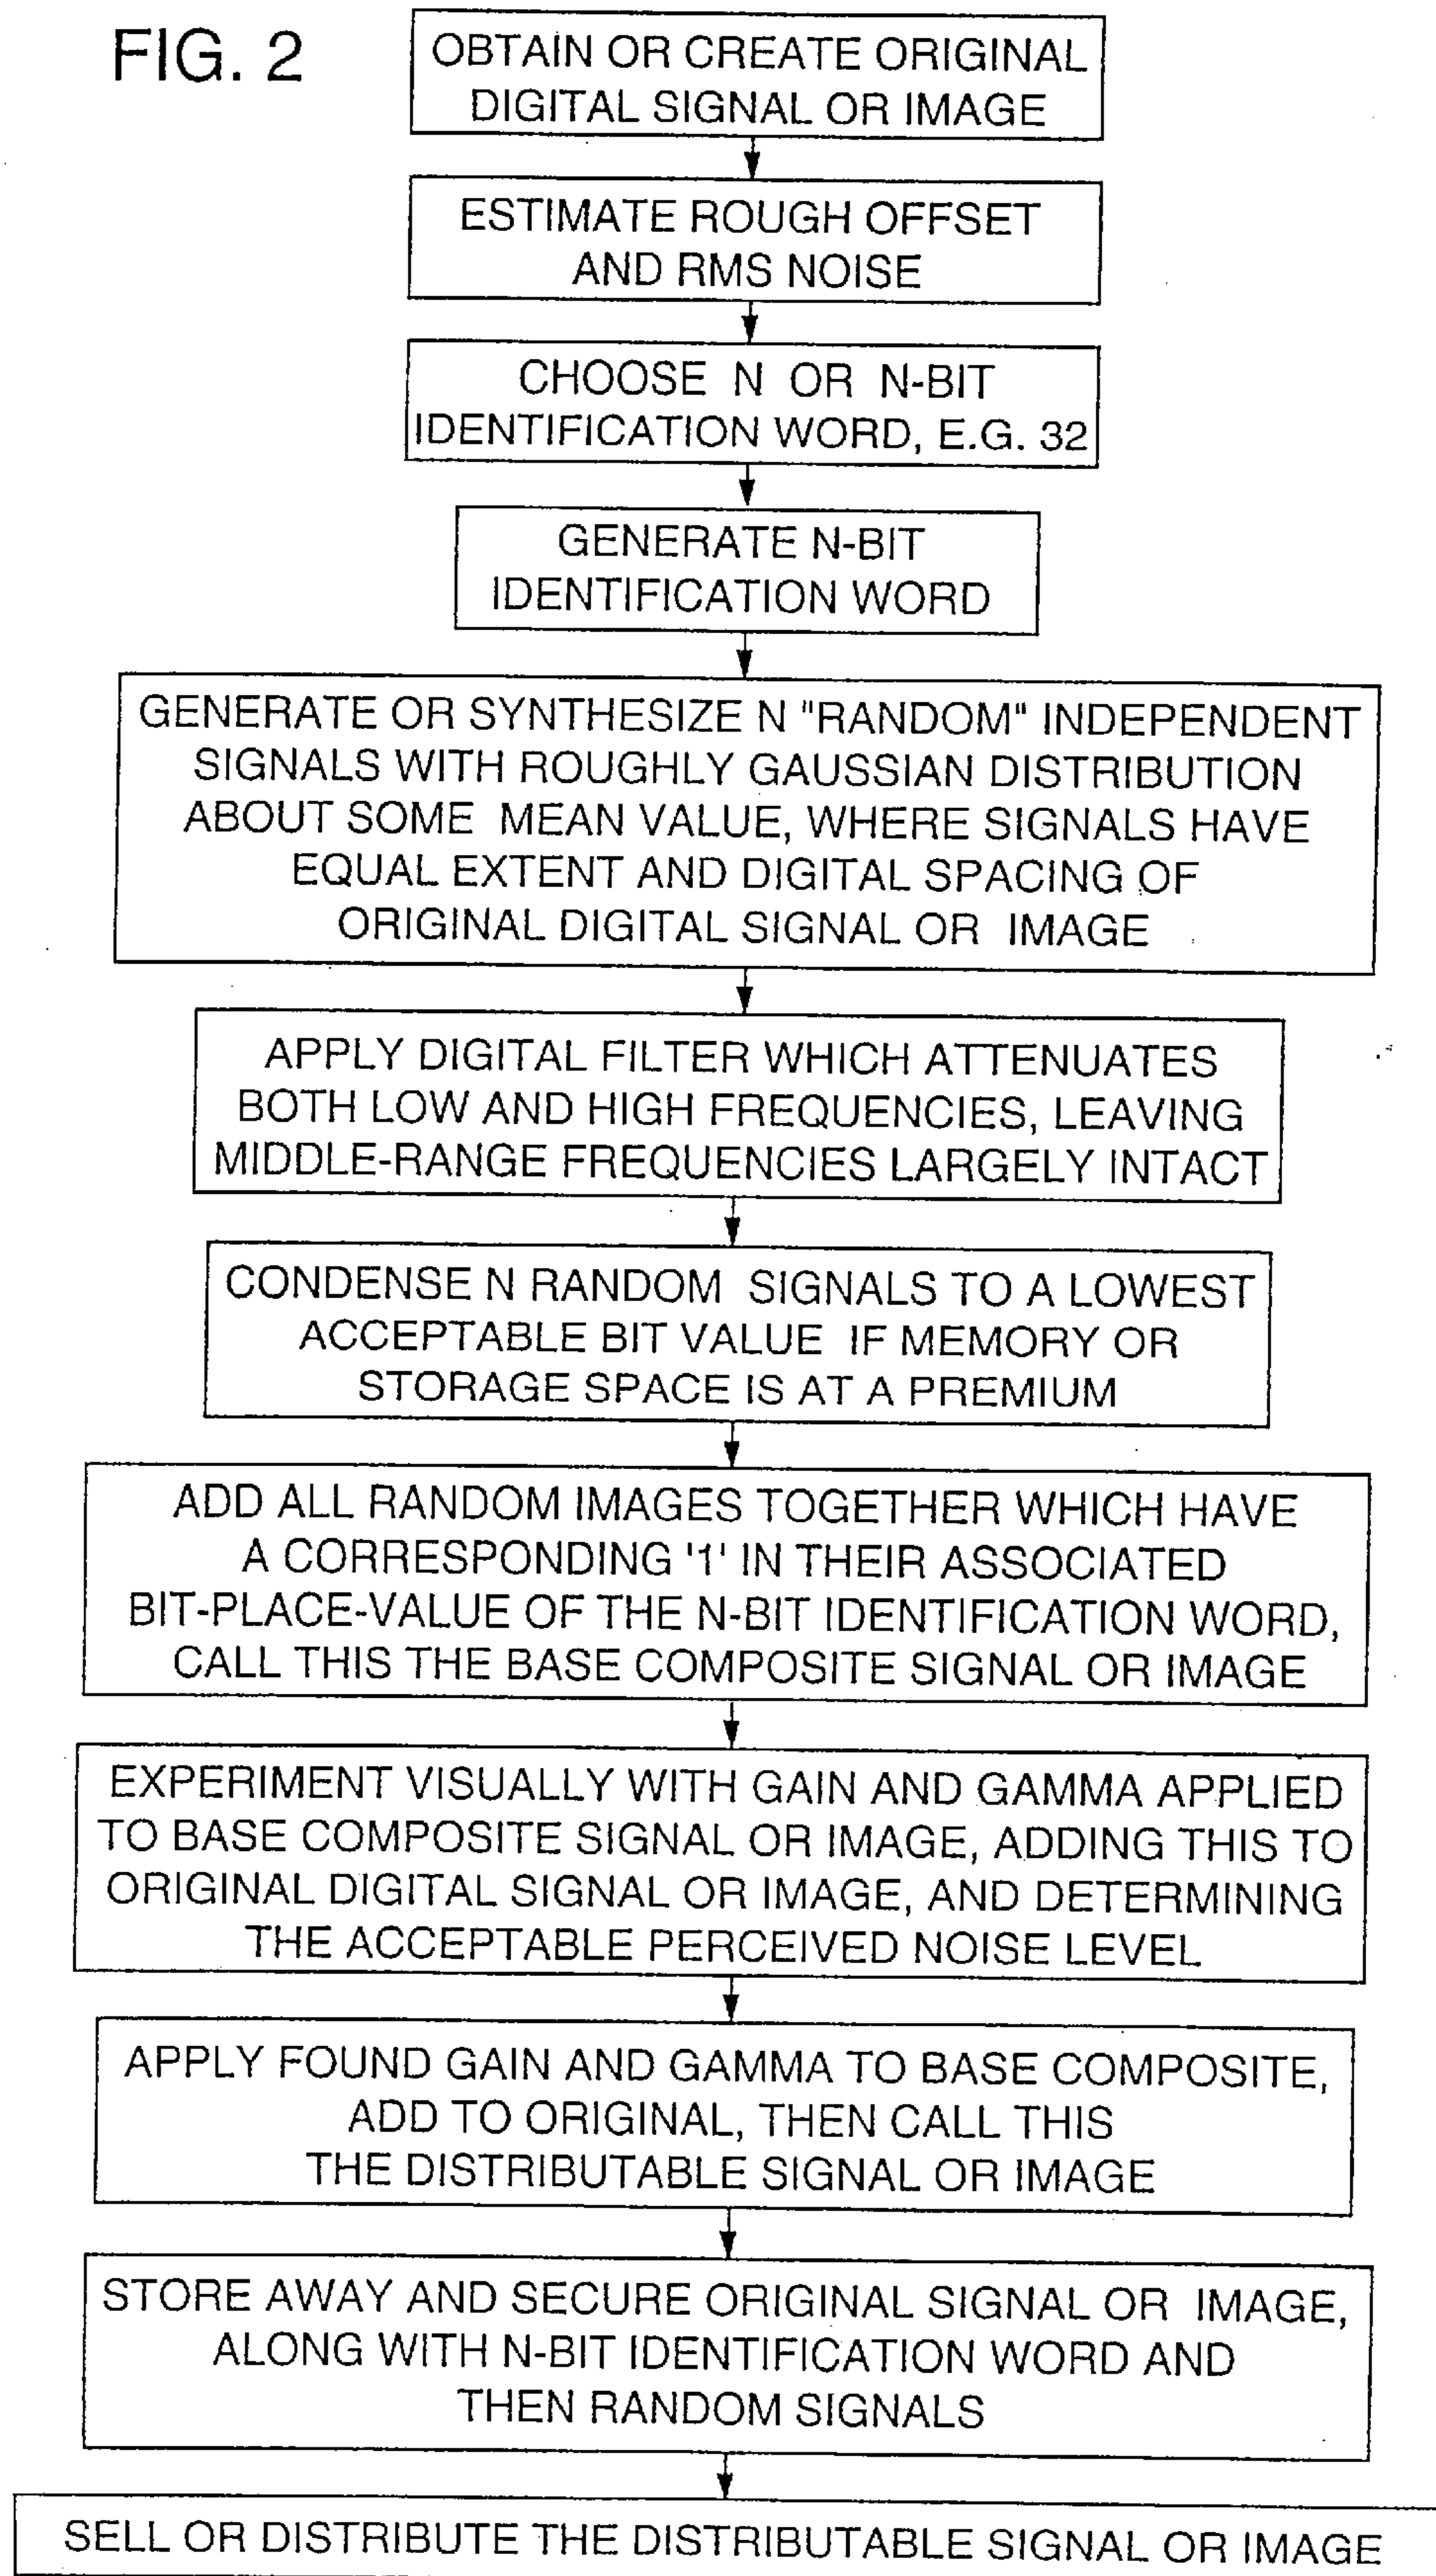 FIG. 2
OBTAIN OR CREATE ORIGINAL
DIGITAL SIGNAL OR IMAGE
ESTIMATE ROUGH OFFSET
AND RMS NOISE
CHOOSE N OR N-BIT
IDENTIFICATION WORD, E.G. 32
GENERATE N-BIT
IDENTIFICATION WORD
GENERATE OR SYNTHESIZE N "RANDOM" INDEPENDENT
SIGNALS WITH ROUGHLY GAUSSIAN DISTRIBUTION
ABOUT SOME MEAN VALUE, WHERE SIGNALS HAVE
EQUAL EXTENT AND DIGITAL SPACING OF
ORIGINAL DIGITAL SIGNAL OR IMAGE
APPLY DIGITAL FILTER WHICH ATTENUATES
BOTH LOW AND HIGH FREQUENCIES, LEAVING
MIDDLE-RANGE FREQUENCIES LARGELY INTACT
CONDENSE N RANDOM SIGNALS TO A LOWEST
ACCEPTABLE BIT VALUE IF MEMORY OR
STORAGE SPACE IS AT A PREMIUM
ADD ALL RANDOM IMAGES TOGETHER WHICH HAVE
A CORRESPONDING '1' IN THEIR ASSOCIATED
BIT-PLACE-VALUE OF THE N-BIT IDENTIFICATION WORD,
CALL THIS THE BASE COMPOSITE SIGNAL OR IMAGE
EXPERIMENT VISUALLY WITH GAIN AND GAMMA APPLIED
TO BASE COMPOSITE SIGNAL OR IMAGE, ADDING THIS TO
ORIGINAL DIGITAL SIGNAL OR IMAGE, AND DETERMINING
THE ACCEPTABLE PERCEIVED NOISE LEVEL
APPLY FOUND GAIN AND GAMMA TO BASE COMPOSITE,
ADD TO ORIGINAL, THEN CALL THIS
THE DISTRIBUTABLE SIGNAL OR IMAGE
STORE AWAY AND SECURE ORIGINAL SIGNAL OR IMAGE,
ALONG WITH N-BIT IDENTIFICATION WORD AND
THEN RANDOM SIGNALS
SELL OR DISTRIBUTE THE DISTRIBUTABLE SIGNAL OR IMAGE